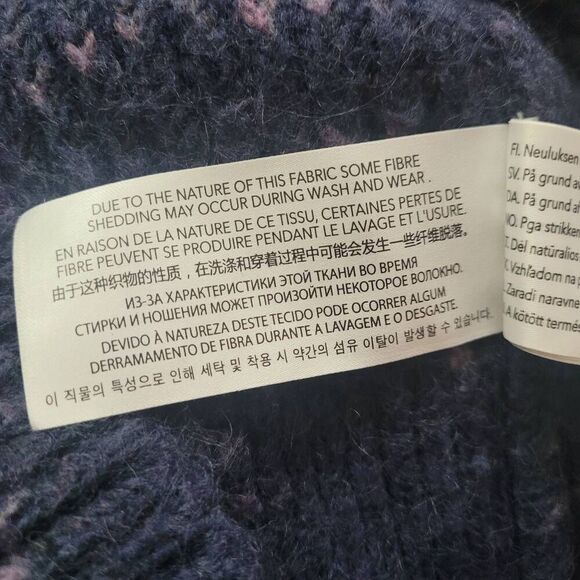 DUE TO THE NATURE OF THIS FABRIC SOME FIBRE
SHEDDING MAY OCCUR DURING WASH AND WEAR .
EN RAISON DE LA NATURE DE CE TISSU, CERTAINES PERTES DE
FIBRE PEUVENT SE PRODUIRE PENDANT LE LAVAGE ET L'USURE.
由于这种织物的性质，在洗涤和穿着过程中可能会发生一些纤维脱落。
ИЗ-ЗА ХАРАКТЕРИСТИКИ ЭТОЙ ТКАНИ ВО ВРЕМЯ
СТИРКИ И НОШЕНИЯ МОЖЕТ ПРОИЗОЙТИ НЕКОТОРОЕ ВОЛОКНО.
DEVIDO À NATUREZA DESTE TECIDO PODE OCORRER ALGUM
DERRAMAMENTO DE FIBRA DURANTE A LAVAGEM E O DESGASTE.
이 직물의 특성으로 인해 세탁 및 착용 시 약간의 섬유 이탈이 발생할 수 있습니다.
FI. Neuluksen
SV. På grund av
DA. På grund af
NO. Pga strikken
. Del natūralios
. Vzhľadom na p
. Zaradi naravne
. A kötött termés